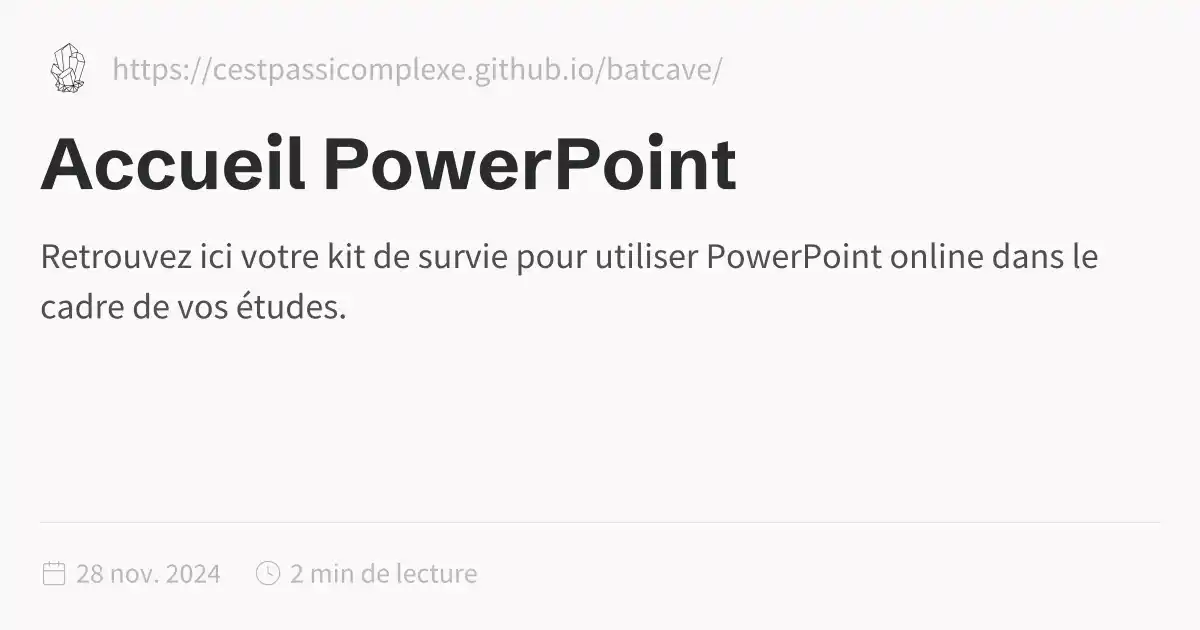 https://cestpassicomplexe.github.io/batcave/
Accueil PowerPoint
Retrouvez ici votre kit de survie pour utiliser PowerPoint online dans le
cadre de vos études.
28 nov. 2024
2 min de lecture